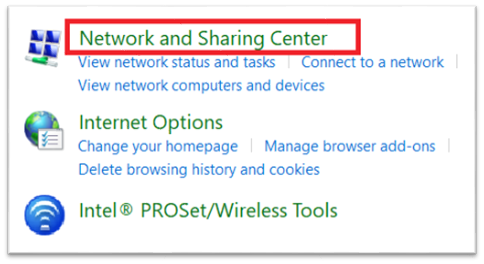 Network and Sharing Center
View network status and tasks Connect to a network
View network computers and devices
Internet Options
Change your homepage Manage browser add-ons
Delete browsing history and cookies
Intel® PROSet/Wireless Tools